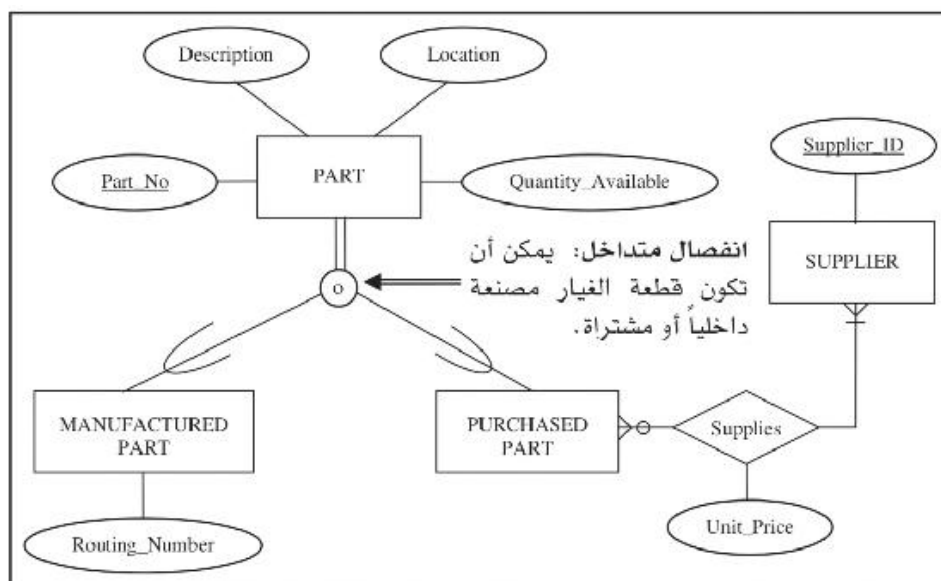 Description
Location
Part_No
PART
Quantity_Available
Supplier_ID
SUPPLIER
انفصال متداخل: يمكن أن
تكون قطعة الغيار مصنعة
داخلياً أو مشتراة.
o
MANUFACTURED
PART
PURCHASED
PART
Supplies
Routing_Number
Unit_Price